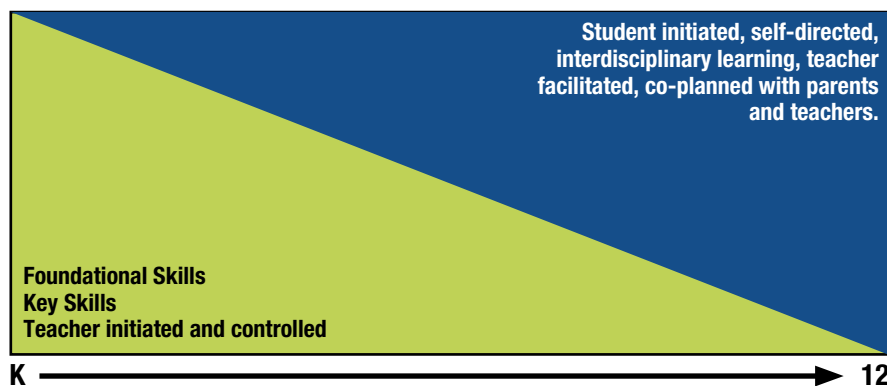 Student initiated, self-directed,
interdisciplinary learning, teacher
facilitated, co-planned with parents
and teachers.
Foundational Skills
Key Skills
Teacher initiated and controlled
K 12